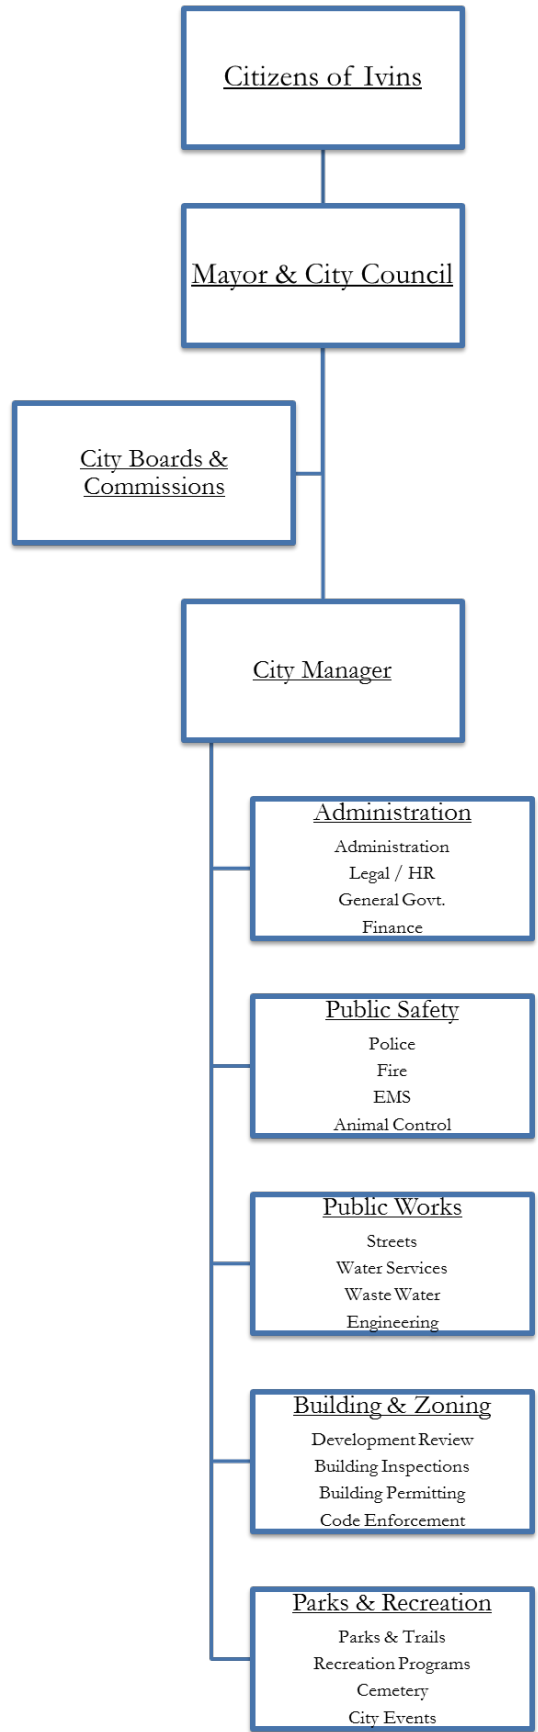 Citizens of Ivins
Mayor & City Council
City Boards &
Commissions
City Manager
Administration
Administration
Legal / HR
General Govt.
Finance
Public Safety
Police
Fire
EMS
Animal Control
Public Works
Streets
Water Services
Waste Water
Engineering
Building & Zoning
Development Review
Building Inspections
Building Permitting
Code Enforcement
Parks & Recreation
Parks & Trails
Recreation Programs
Cemetery
City Events